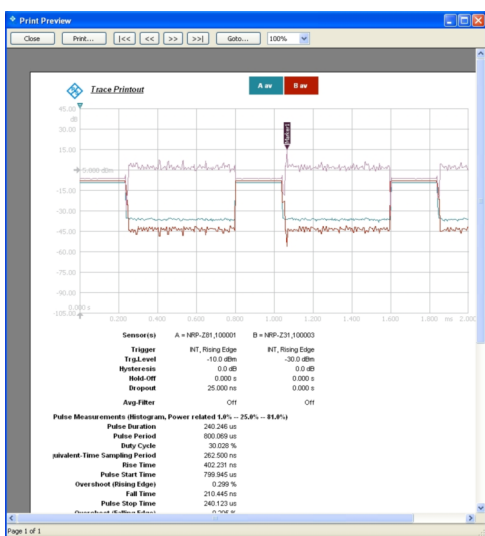 Print Preview
Close Print... |<< << >> >>| Goto... 100%
Trace Printout
A av B av
45.00
dB
30.00
15.00
Marker1
0.000 dBm
-15.00
-30.00
-45.00
-60.00
-75.00
-90.00
0.000 s
-105.00
0.200 0.400 0.600 0.800 1.000 1.200 1.400 1.600 1.800 ms 2.000
Sensor(s) A = NRP-Z81,100001 B = NRP-Z31,100003
Trigger INT, Rising Edge INT, Rising Edge
Trg.Level -10.0 dBm -30.0 dBm
Hysteresis 0.0 dB 0.0 dB
Hold-Off 0.000 s 0.000 s
Dropout 25.000 ns 0.000 s
Avg-Filter Off Off
Pulse Measurements (Histogram, Power related 1.0% -- 25.0% -- 81.0%)
Pulse Duration 240.246 us
Pulse Period 800.069 us
Duty Cycle 30.028 %
quivalent-Time Sampling Period 262.500 ns
Rise Time 402.231 ns
Pulse Start Time 799.945 us
Overshoot (Rising Edge) 0.299 %
Fall Time 210.445 ns
Pulse Stop Time 240.123 us
Overshoot (Falling Edge)
Page 1 of 1